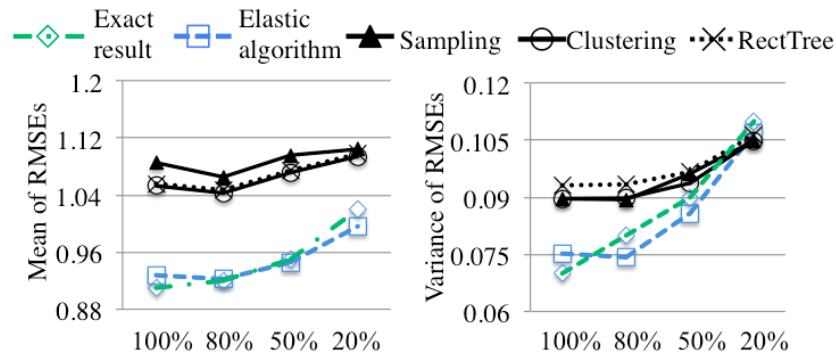 Exact result
Elastic algorithm
Sampling
Clustering
RectTree
Mean of RMSEs
1.2
1.12
1.04
0.96
0.88
100% 80% 50% 20%
Variance of RMSEs
0.12
0.105
0.09
0.075
0.06
100% 80% 50% 20%